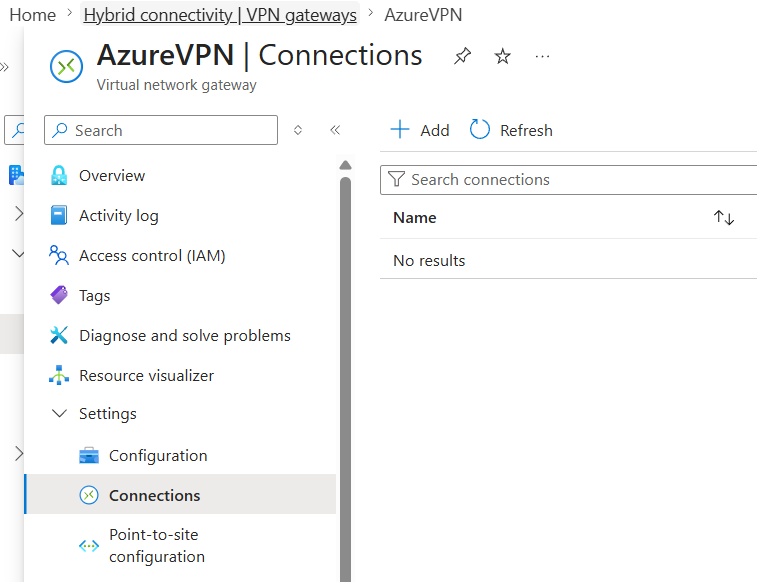 Home > Hybrid connectivity | VPN gateways > AzureVPN
AzureVPN | Connections
Virtual network gateway
Search
Add Refresh
Search connections
Overview
Activity log
Access control (IAM)
Tags
Diagnose and solve problems
Resource visualizer
Settings
Configuration
Connections
Point-to-site
configuration
Name
No results